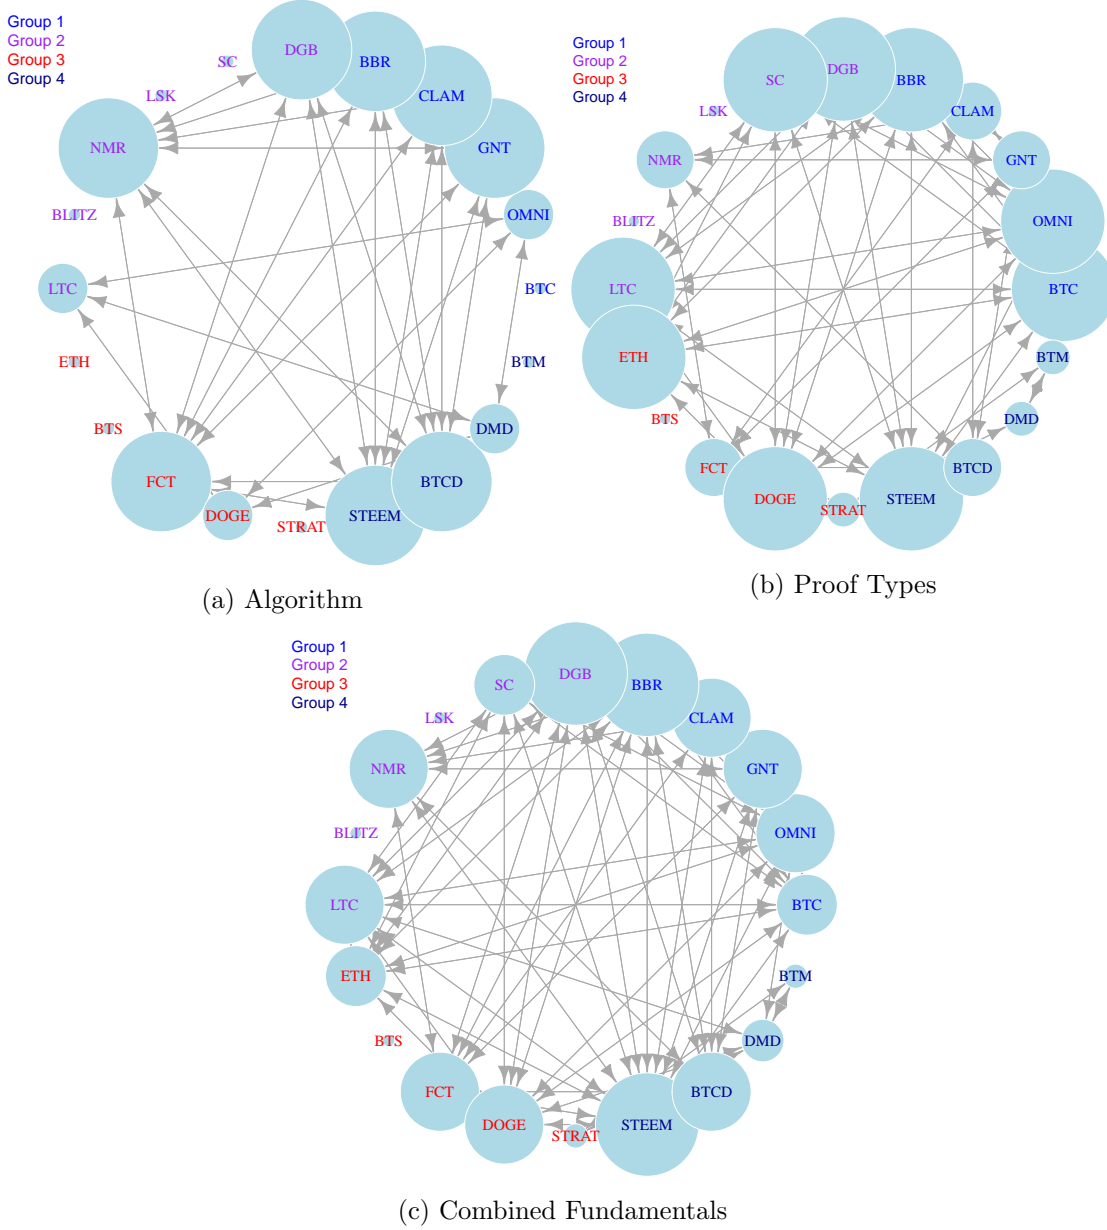 Group 1
Group 2
Group 3
Group 4
DGB
BBR
SC
CLAM
LSK
NMR
GNT
BLITZ
OMNI
LTC
BTC
ETH
BTM
BTS
DMD
FCT
BTCD
DOGE
STRAT
STEEM
(a) Algorithm
Group 1
Group 2
Group 3
Group 4
DGB
SC
BBR
LSK
CLAM
NMR
GNT
BLITZ
OMNI
LTC
BTC
ETH
BTM
BTS
DMD
FCT
BTCD
DOGE
STEEM
STRAT
(b) Proof Types
Group 1
Group 2
Group 3
Group 4
DGB
SC
BBR
LSK
CLAM
NMR
GNT
BLITZ
OMNI
LTC
BTC
ETH
BTM
BTS
DMD
FCT
BTCD
DOGE
STEEM
STRAT
(c) Combined Fundamentals